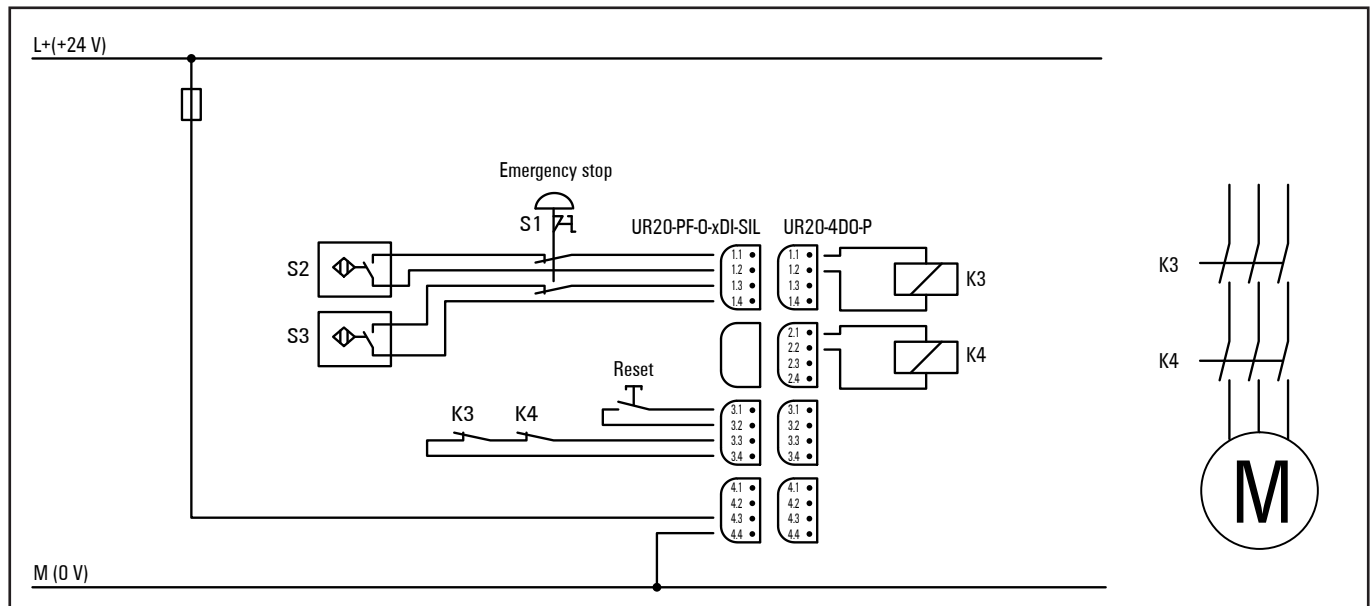 L+(+24 V)
Emergency stop
S1
UR20-PF-O-xDI-SIL
UR20-4DO-P
S2
S3
1.1
1.2
1.3
1.4
1.1
1.2
1.3
1.4
K3
2.1
2.2
2.3
2.4
K4
Reset
K3
K4
3.1
3.2
3.3
3.4
3.1
3.2
3.3
3.4
4.1
4.2
4.3
4.4
4.1
4.2
4.3
4.4
M (0 V)
K3
K4
M